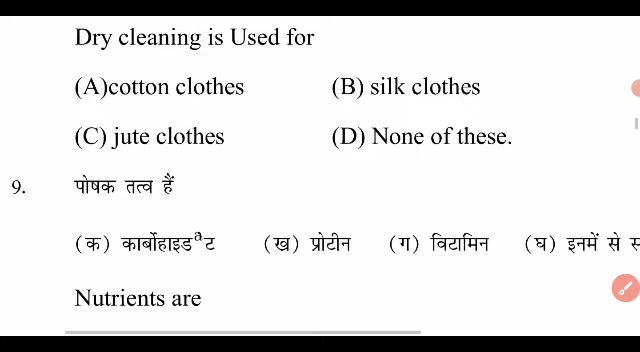 Dry cleaning is Used for
(A)cotton clothes (B) silk clothes
(C) jute clothes (D) None of these.
9. पोषक तत्व हैं
(क) कार्बोहाइडªेट (ख) प्रोटीन (ग) विटामिन (घ) इनमें से
Nutrients are